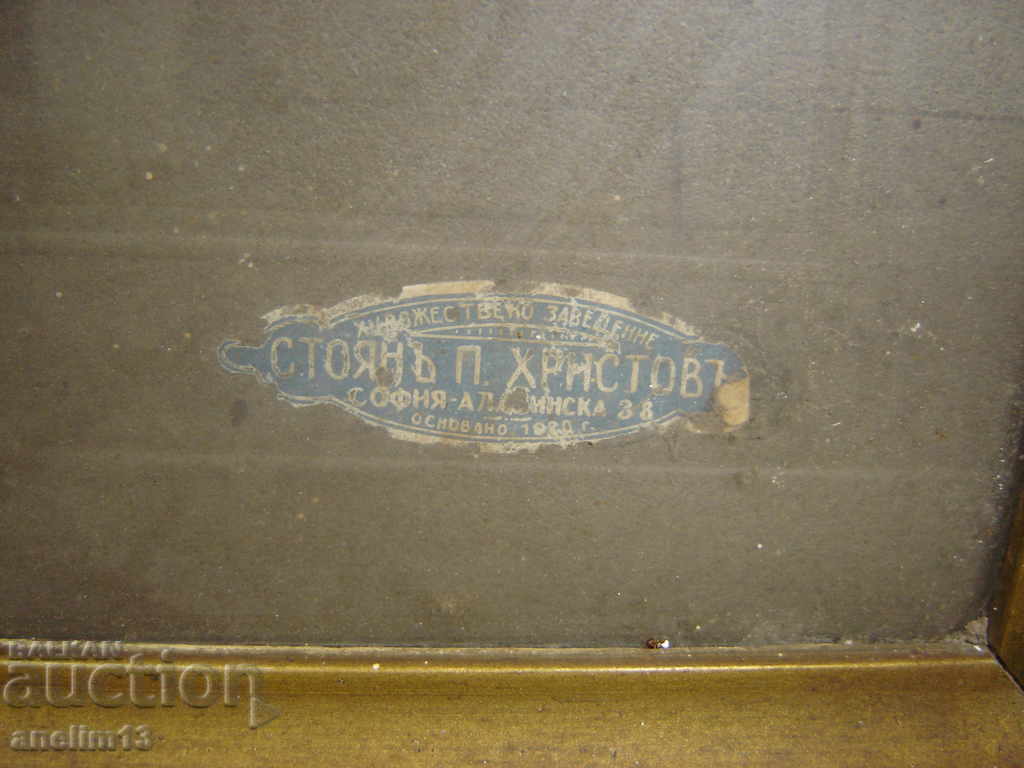 ХУДОЖЕСТВЕНО ЗАВЕДЕНИЕ
СТОЯНЪ П. ХРИСТОВЪ
СОФИЯ - 38
ОСНОВАНО г.
BALKAN
auction
anelim13